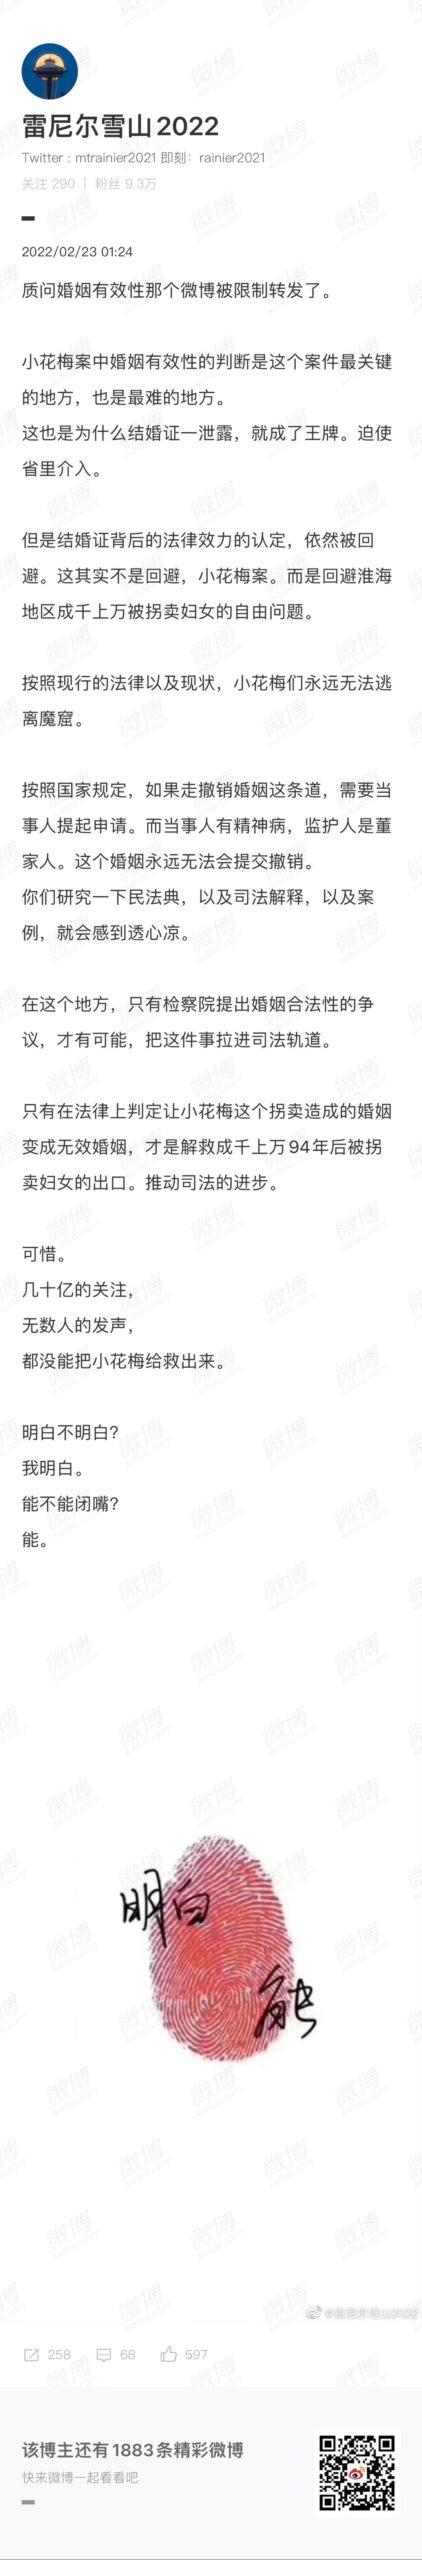 雷尼尔雪山2022
Twitter：mtrainier2021 即刻：rainier2021
关注 290 | 粉丝 9.3万
2022/02/23 01:24
质问婚姻有效性那个微博被限制转发了。
小花梅案中婚姻有效性的判断是这个案件最关键
的地方，也是最难的地方。
这也是为什么结婚证一泄露，就成了王牌。迫使
省里介入。
但是结婚证背后的法律效力的认定，依然被回
避。这其实不是回避，小花梅案。而是回避淮海
地区成千上万被拐卖妇女的自由问题。
按照现行的法律以及现状，小花梅们永远无法逃
离魔窟。
按照国家规定，如果走撤销婚姻这条道，需要当
事人提起申请。而当事人有精神病，监护人是董
家人。这个婚姻永远无法会提交撤销。
你们研究一下民法典，以及司法解释，以及案
例，就会感到透心凉。
在这个地方，只有检察院提出婚姻合法性的争
议，才有可能，把这件事拉进司法轨道。
只有在法律上判定让小花梅这个拐卖造成的婚姻
变成无效婚姻，才是解救成千上万94年后被拐
卖妇女的出口。推动司法的进步。
可惜。
几十亿的关注，
无数人的发声，
都没能把小花梅给救出来。
明白不明白？
我明白。
能不能闭嘴？
能。
明白
能
@雷尼尔雪山2022
258 68 597
该博主还有1883条精彩微博
快来微博一起看看吧